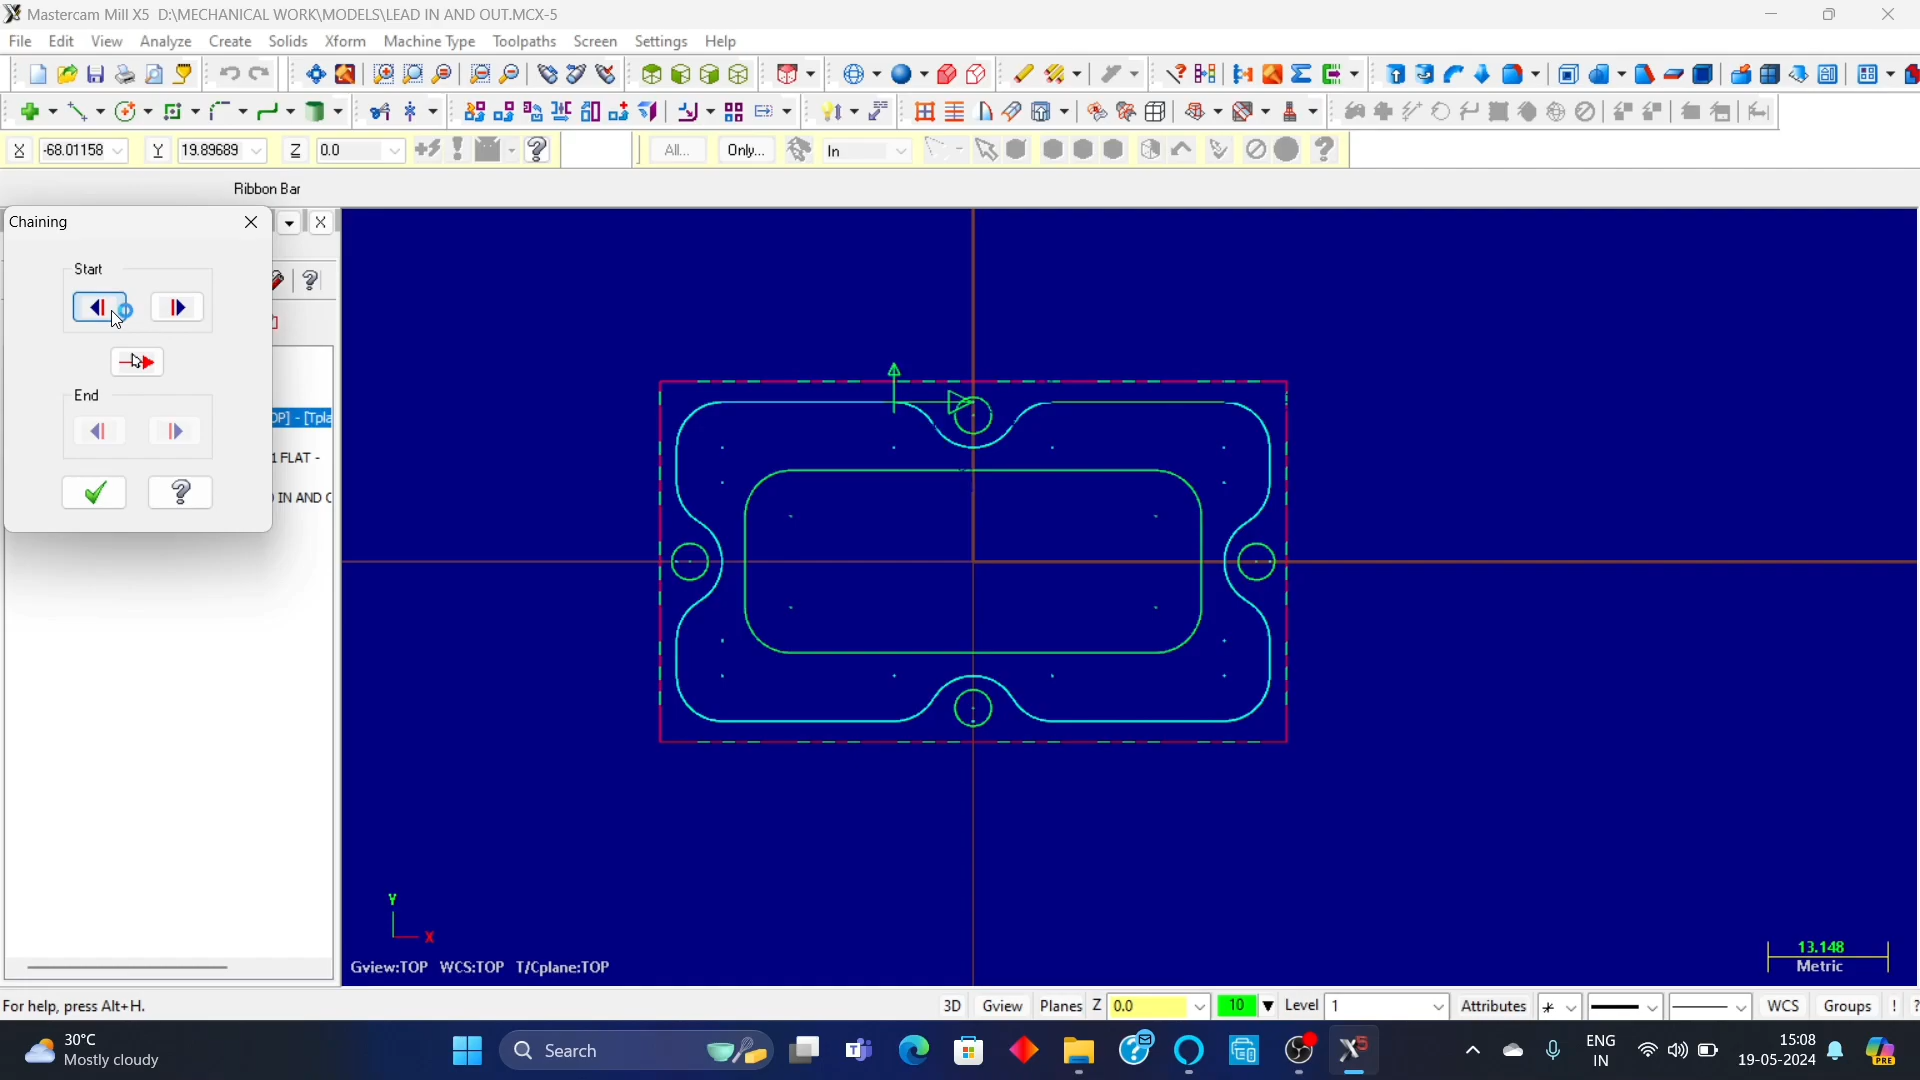 Mastercam Mill X5 D:\MECHANICAL WORK\MODELS\LEAD IN AND OUT.MCX-5
File Edit View Analyze Create Solids Xform Machine Type Toolpaths Screen Settings Help
X -68.01158 Y 19.89689 Z 0.0 All... Only... In
Ribbon Bar
Chaining
Start
End
OP] - [Tpla
1 FLAT -
IN AND
Y
X
Gview:TOP WCS:TOP T/Cplane:TOP
13.148
Metric
For help, press Alt+H.
3D Gview Planes Z 0.0 10 Level 1 Attributes WCS Groups ! ?
30°C
Mostly cloudy
Search
ENG
IN
15:08
19-05-2024
PRE